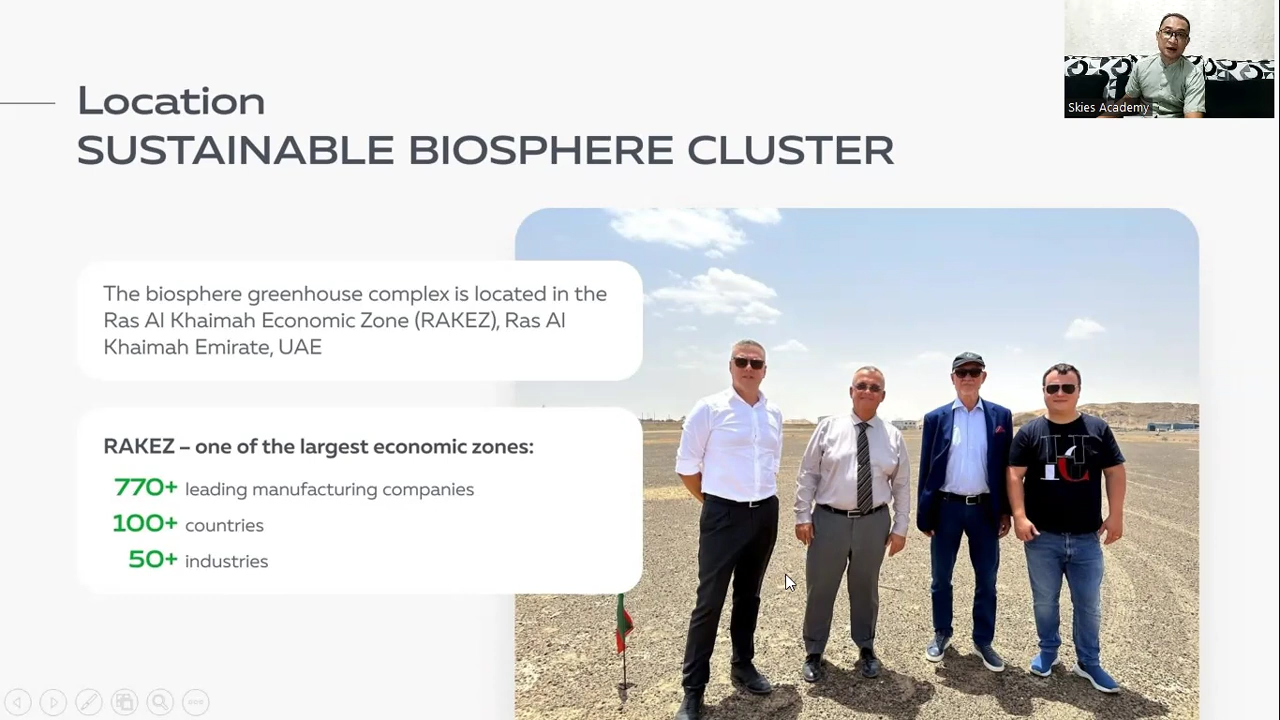 Location
SUSTAINABLE BIOSPHERE CLUSTER
Skies Academy
The biosphere greenhouse complex is located in the
Ras Al Khaimah Economic Zone (RAKEZ), Ras Al
Khaimah Emirate, UAE
RAKEZ – one of the largest economic zones:
770+ leading manufacturing companies
100+ countries
50+ industries